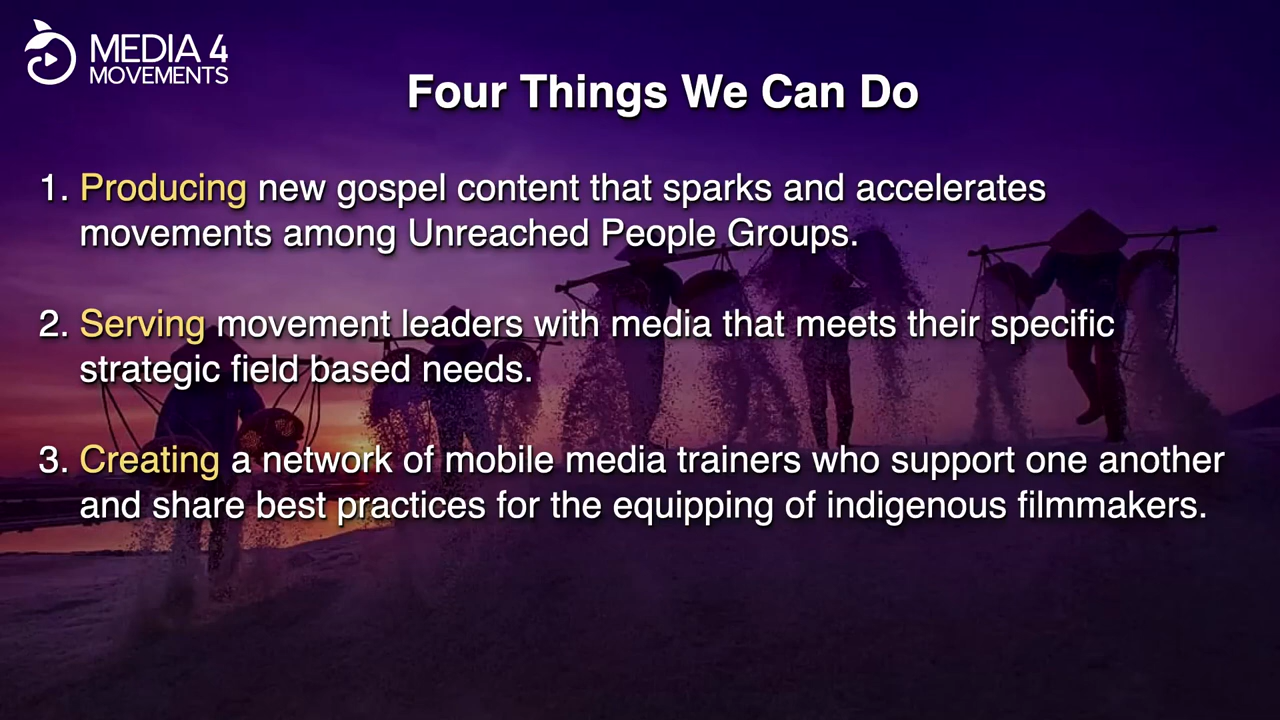 MEDIA 4
MOVEMENTS
Four Things We Can Do
1. Producing new gospel content that sparks and accelerates
movements among Unreached People Groups.
2. Serving movement leaders with media that meets their specific
strategic field based needs.
3. Creating a network of mobile media trainers who support one another
and share best practices for the equipping of indigenous filmmakers.